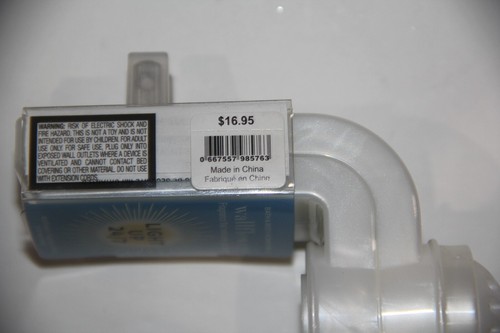 WARNING: RISK OF ELECTRIC SHOCK AND
FIRE HAZARD. THIS IS NOT A TOY AND IS NOT
INTENDED FOR USE BY CHILDREN. FOR ADULT
USE ONLY. FOR SAFE USE, PLUG ONLY INTO
EXPOSED WALL OUTLETS WHERE A DEVICE IS
VENTILATED AND CANNOT CONTACT BED
COVERING OR OTHER MATERIAL. DO NOT USE
WITH EXTENSION CORDS.
$16.95
0 667557 985763
Made in China
Fabriqué en Chine